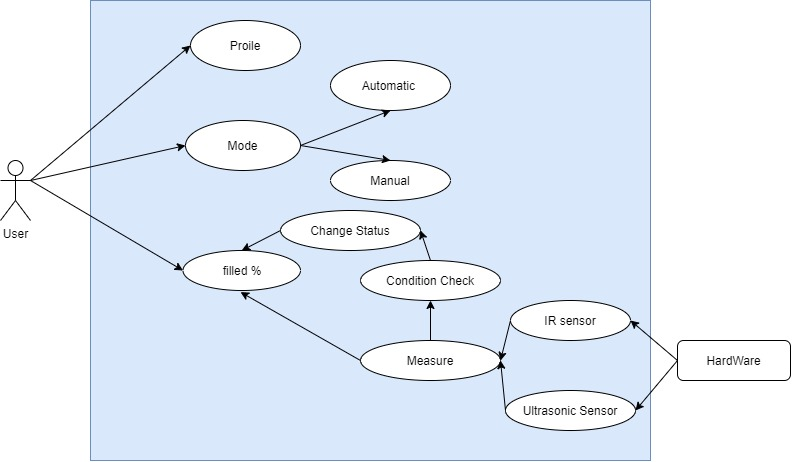 Proile
Automatic
Mode
Manual
User
Change Status
filled %
Condition Check
IR sensor
Measure
HardWare
Ultrasonic Sensor